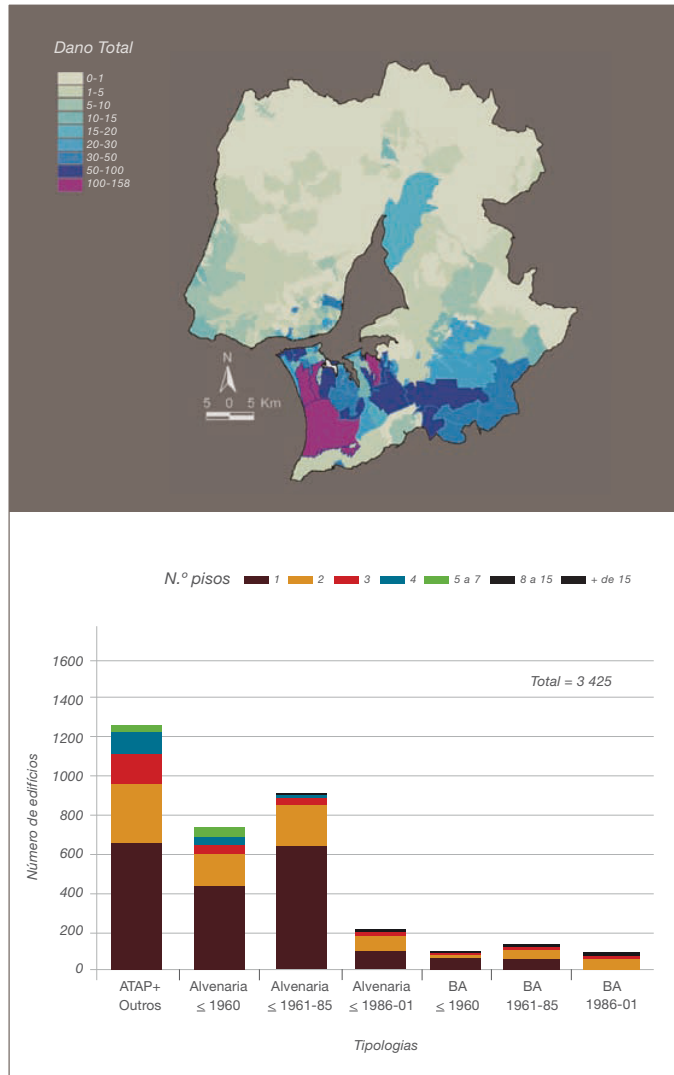 Dano Total
0-1
1-5
5-10
10-15
15-20
20-30
30-50
50-100
100-158
N
5 0 5 Km
N.º pisos 1 2 3 4 5 a 7 8 a 15 + de 15
Total = 3 425
Número de edifícios
1600
1400
1200
1000
800
600
400
200
0
ATAP+ Alvenaria Alvenaria Alvenaria BA BA BA
Outros ≤ 1960 ≤ 1961-85 ≤ 1986-01 ≤ 1960 1961-85 1986-01
Tipologias